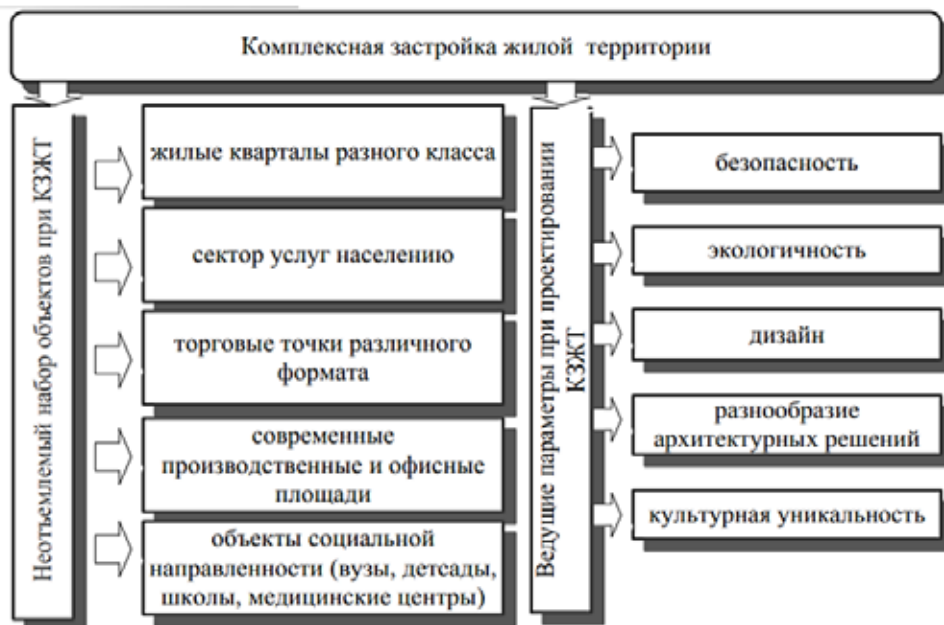 Комплексная застройка жилой территории
Неотъемлемый набор объектов при КЗЖТ
жилые кварталы разного класса
сектор услуг населению
торговые точки различного
формата
современные
производственные и офисные
площади
объекты социальной
направленности (вузы, детсады,
школы, медицинские центры)
Ведущие параметры при проектировании
КЗЖТ
безопасность
экологичность
дизайн
разнообразие
архитектурных решений
культурная уникальность